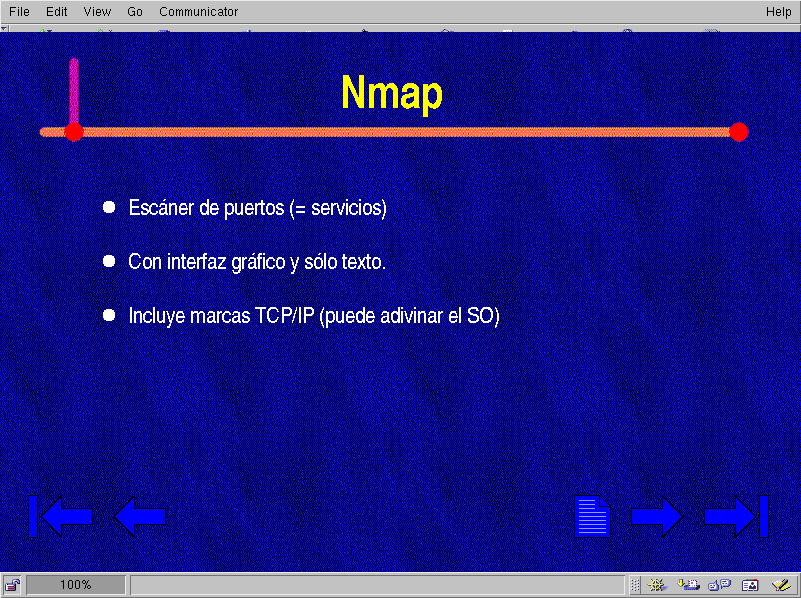 File Edit View Go Communicator Help
Nmap
Escáner de puertos (= servicios)
Con interfaz gráfico y sólo texto.
Incluye marcas TCP/IP (puede adivinar el SO)
100%